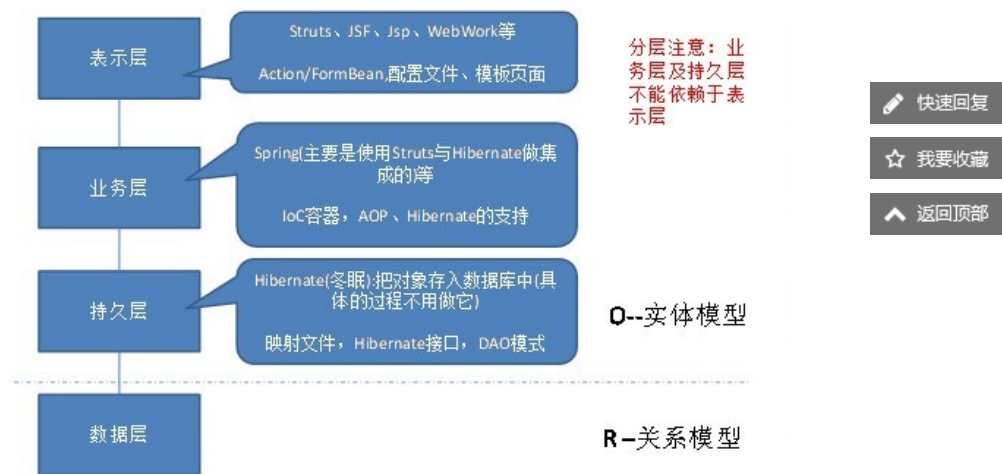 表示层
Struts、JSF、Jsp、WebWork等
Action/FormBean,配置文件、模板页面
分层注意：业
务层及持久层
不能依赖于表
示层
快速回复
我要收藏
返回顶部
业务层
Spring(主要是使用Struts与Hibernate做集
成的)等
IoC容器，AOP、Hibernate的支持
持久层
Hibernate(冬眠):把对象存入数据库中(具
体的过程不用做它)
映射文件，Hibernate接口，DAO模式
O--实体模型
数据层
R–关系模型